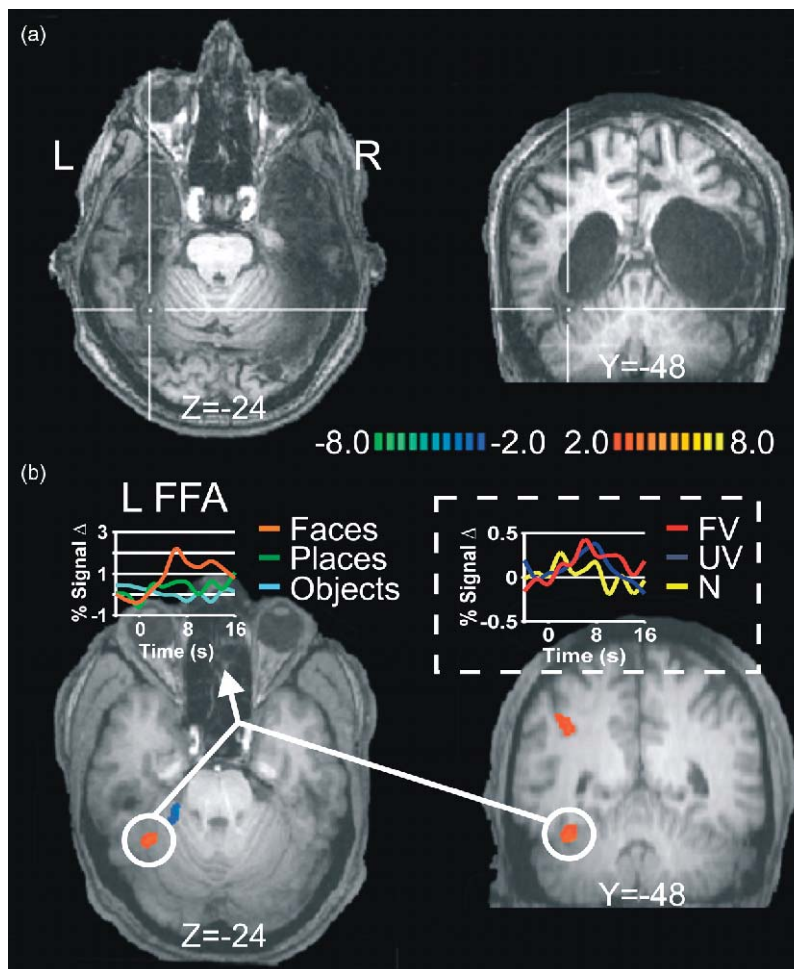 (a)
L R
Z=-24
Y=-48
-8.0 -2.0 2.0 8.0
(b)
L FFA
% Signal Δ
3
1
-1
0 8 16
Time (s)
Faces
Places
Objects
% Signal Δ
0.5
0
-0.5
0 8 16
Time (s)
FV
UV
N
Z=-24
Y=-48